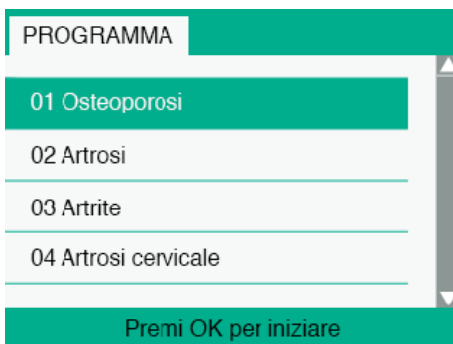 PROGRAMMA
01 Osteoporosi
02 Artrosi
03 Artrite
04 Artrosi cervicale
Premi OK per iniziare